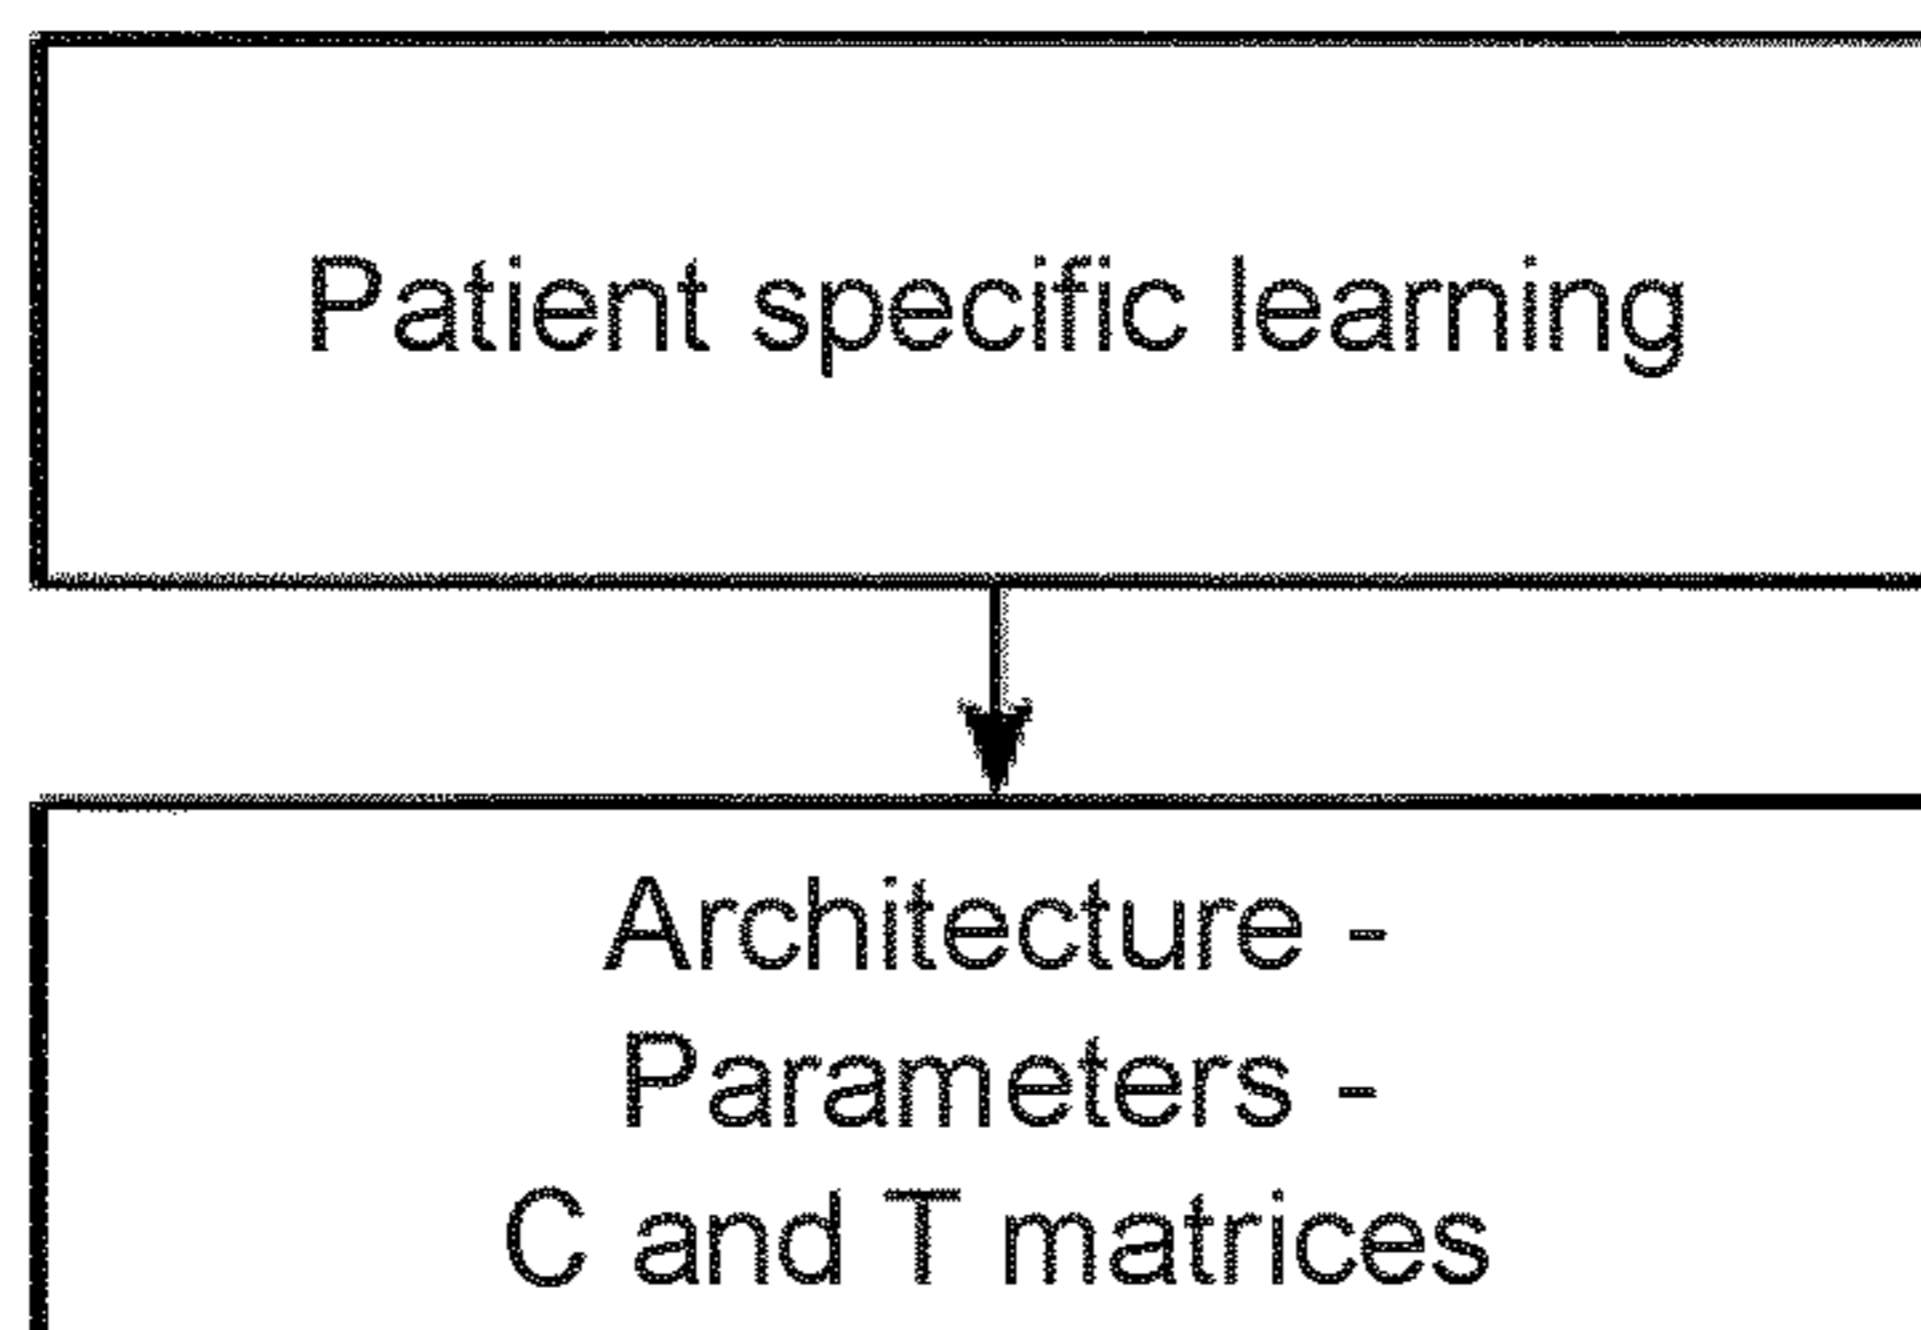 Patient specific learning
Architecture -
Parameters -
C and T matrices